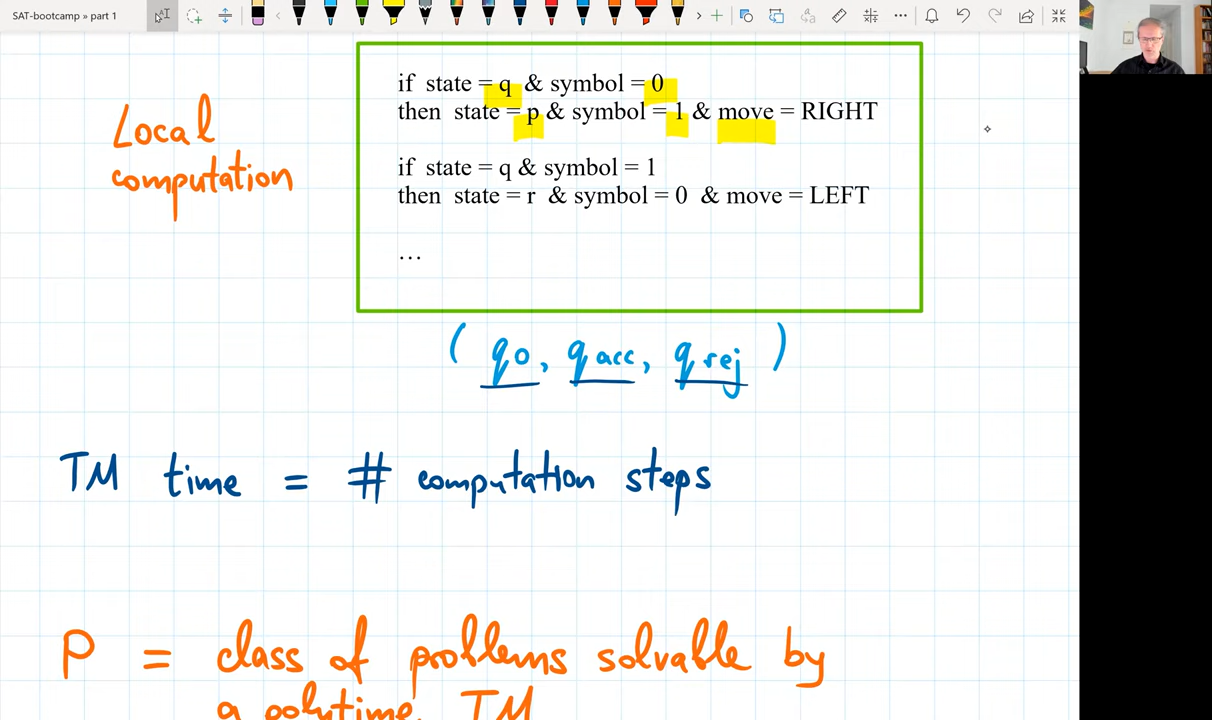 SAT-bootcamp » part 1
if state = q & symbol = 0
then state = p & symbol = 1 & move = RIGHT
if state = q & symbol = 1
then state = r & symbol = 0 & move = LEFT
...
Local
computation
( q0, qacc, qrej )
TM time = # computation steps
P = class of problems solvable by
a polytime TM